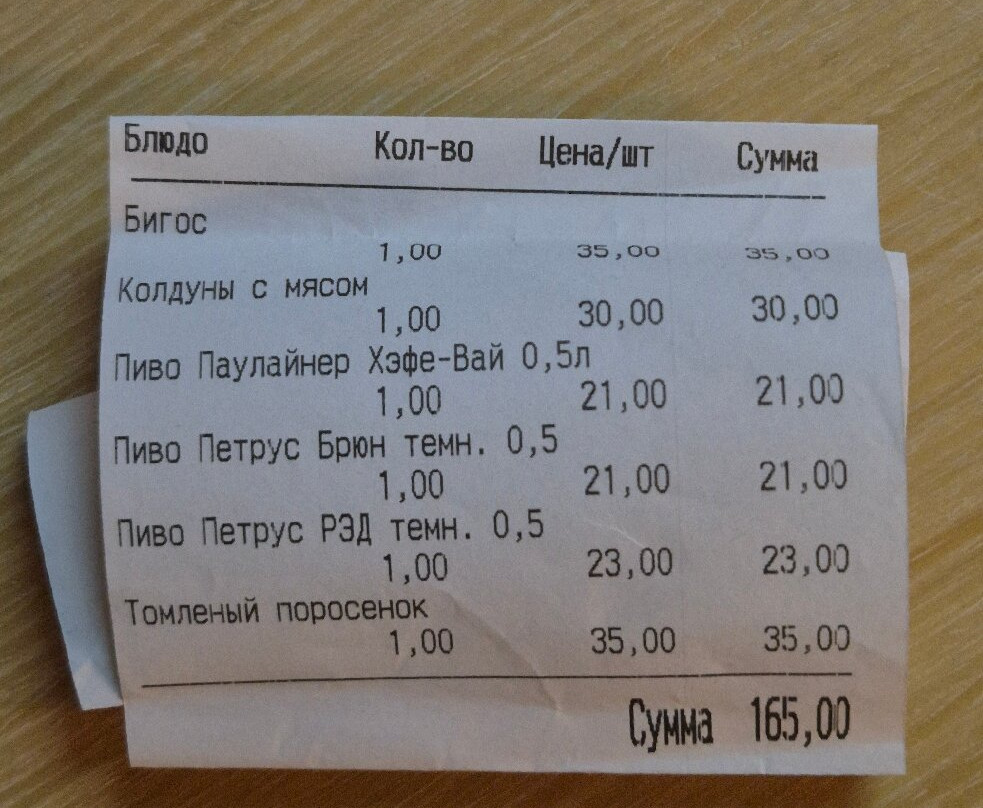 Блюдо Кол-во Цена/шт Сумма
Бигос
1,00 35,00 35,00
Колдуны с мясом
1,00 30,00 30,00
Пиво Паулайнер Хэфе-Вай 0,5л
1,00 21,00 21,00
Пиво Петрус Брюн темн. 0,5
1,00 21,00 21,00
Пиво Петрус РЭД темн. 0,5
1,00 23,00 23,00
Томленый поросенок
1,00 35,00 35,00
Сумма 165,00